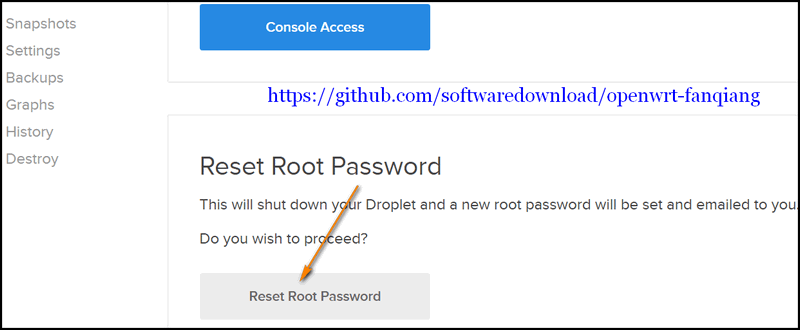 Snapshots
Settings
Backups
Graphs
History
Destroy
Console Access
https://github.com/softwaredownload/openwrt-fanqiang
Reset Root Password
This will shut down your Droplet and a new root password will be set and emailed to you.
Do you wish to proceed?
Reset Root Password